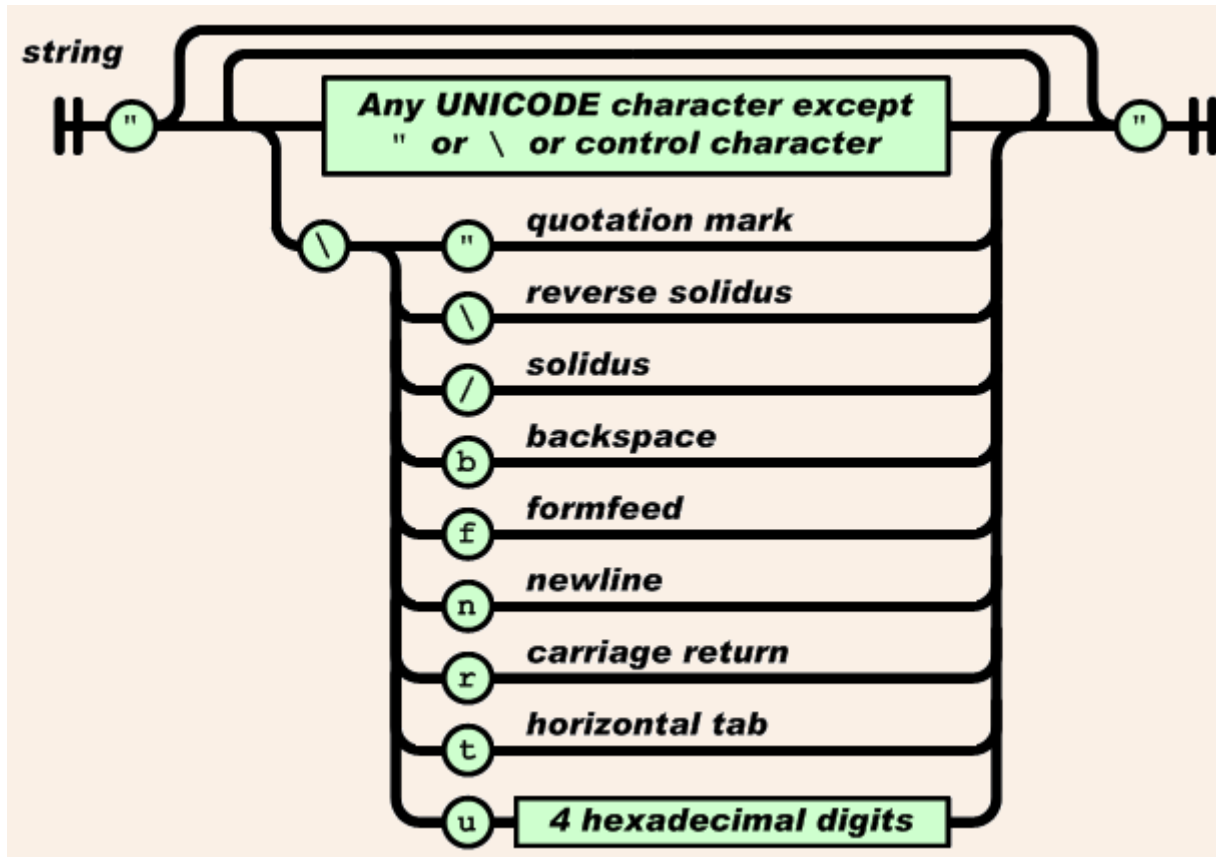 string
"
Any UNICODE character except
" or \ or control character
"
\
" quotation mark
\ reverse solidus
/ solidus
b backspace
f formfeed
n newline
r carriage return
t horizontal tab
u 4 hexadecimal digits